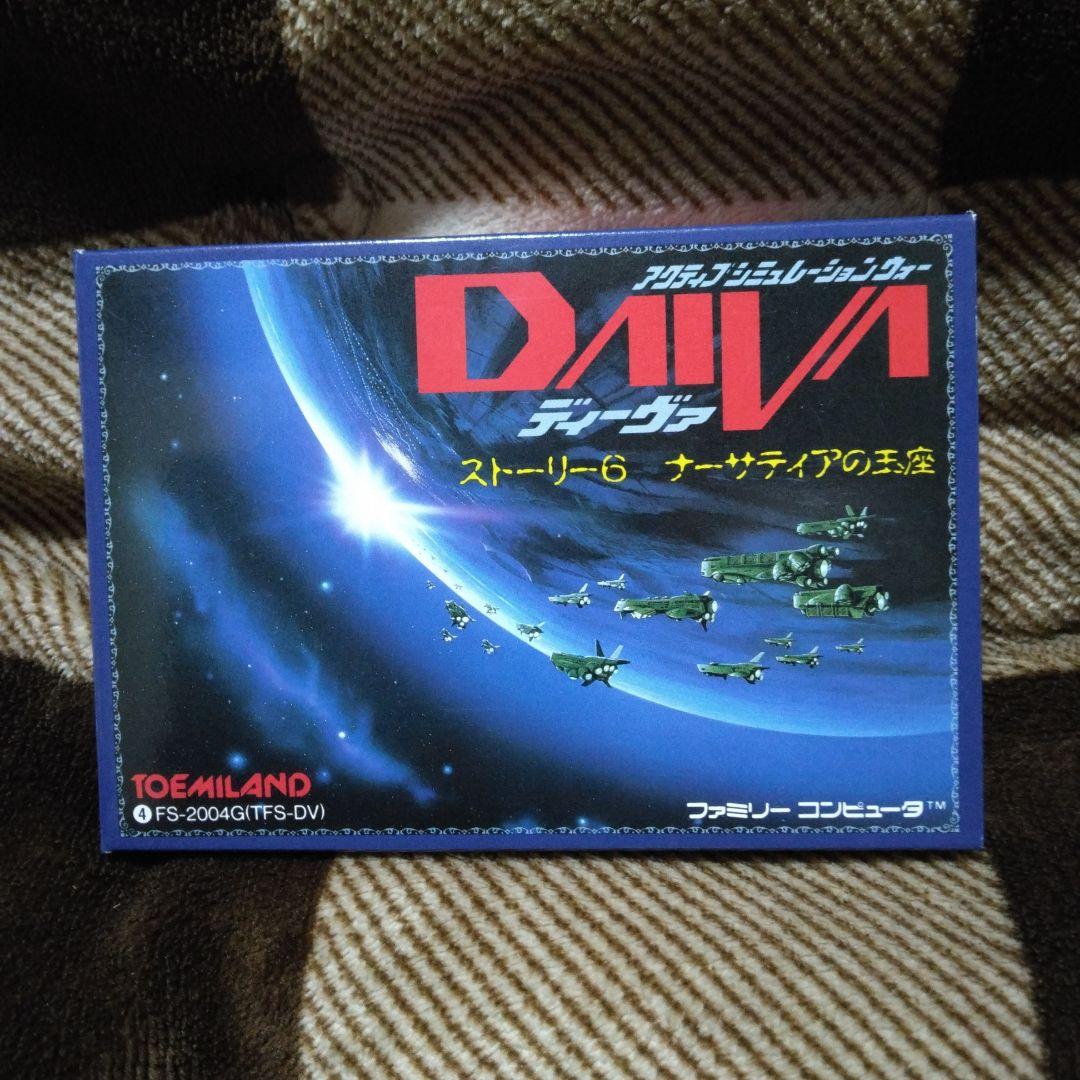 アクティブシミュレーションウォー
DAIVA
ディーヴァ
ストーリー6 ナーサティアの玉座
TOEMILAND
4 FS-2004G(TFS-DV)
ファミリー コンピュータ™